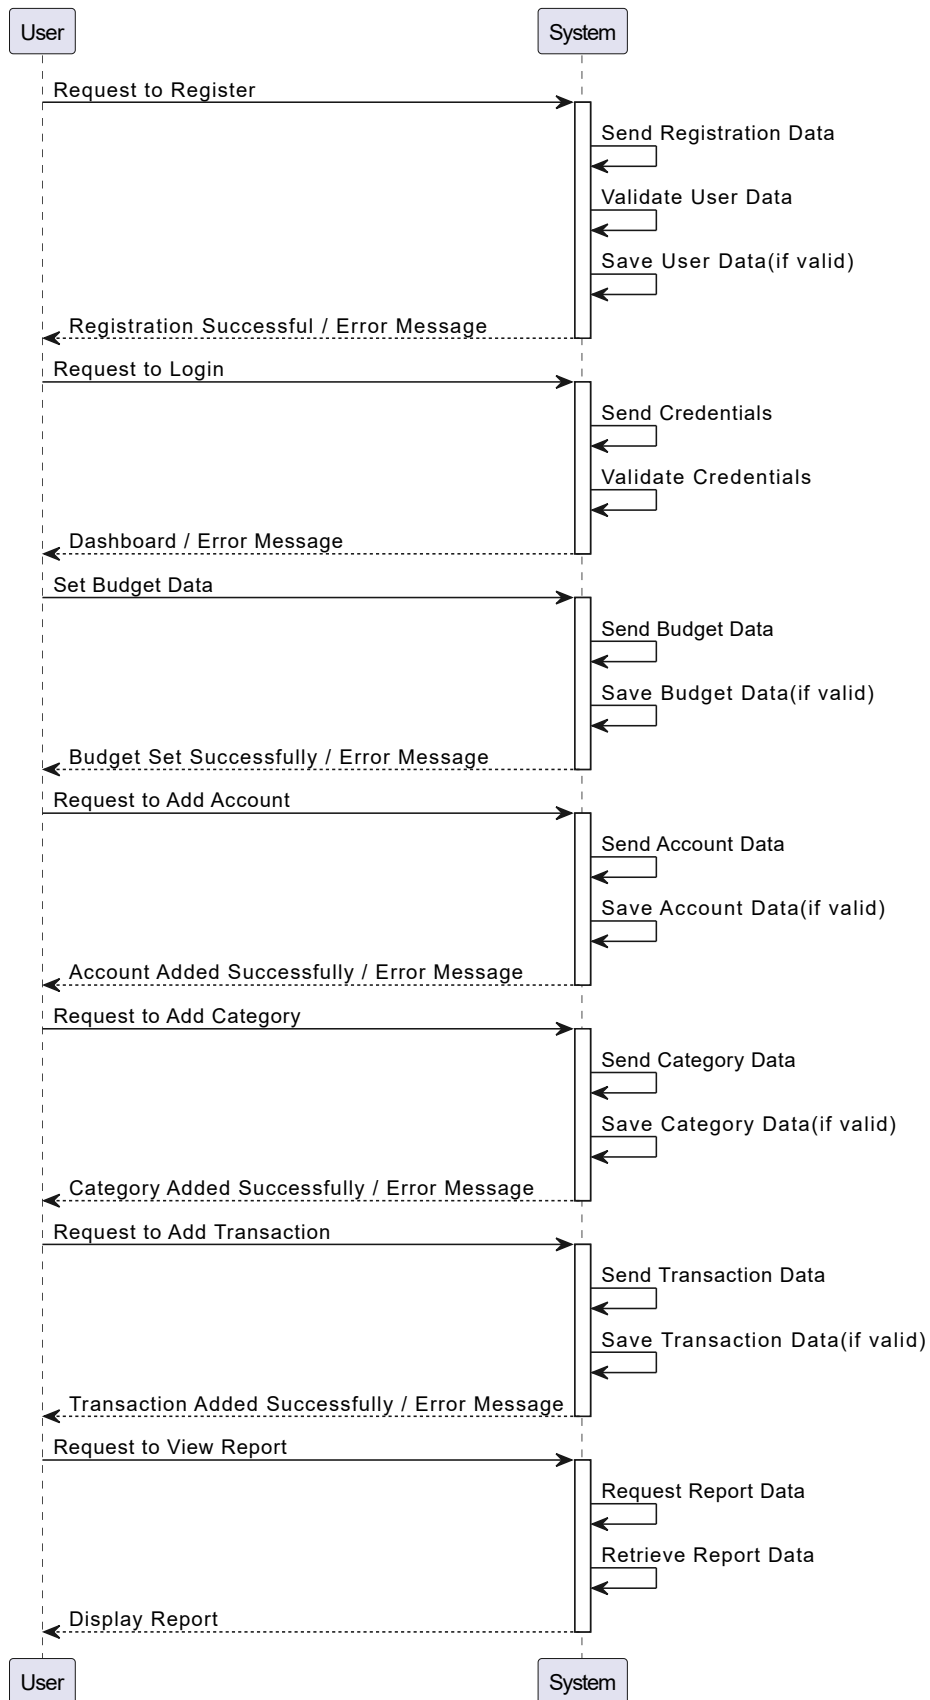 User
System
Request to Register
Send Registration Data
Validate User Data
Save User Data(if valid)
Registration Successful / Error Message
Request to Login
Send Credentials
Validate Credentials
Dashboard / Error Message
Set Budget Data
Send Budget Data
Save Budget Data(if valid)
Budget Set Successfully / Error Message
Request to Add Account
Send Account Data
Save Account Data(if valid)
Account Added Successfully / Error Message
Request to Add Category
Send Category Data
Save Category Data(if valid)
Category Added Successfully / Error Message
Request to Add Transaction
Send Transaction Data
Save Transaction Data(if valid)
Transaction Added Successfully / Error Message
Request to View Report
Request Report Data
Retrieve Report Data
Display Report
User
System